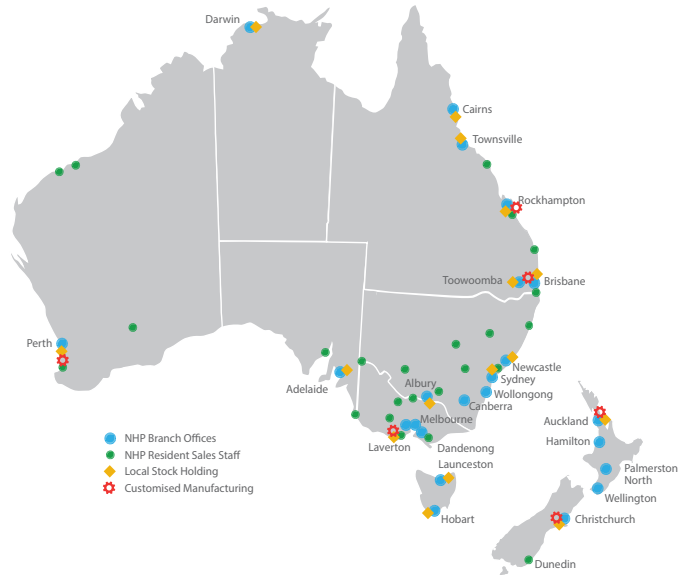 Darwin
Cairns
Townsville
Rockhampton
Toowoomba
Brisbane
Perth
Newcastle
Sydney
Adelaide
Albury
Wollongong
Canberra
Melbourne
Auckland
Laverton
Dandenong
Hamilton
Launceston
Palmerston
North
Wellington
Hobart
Christchurch
Dunedin
NHP Branch Offices
NHP Resident Sales Staff
Local Stock Holding
Customised Manufacturing